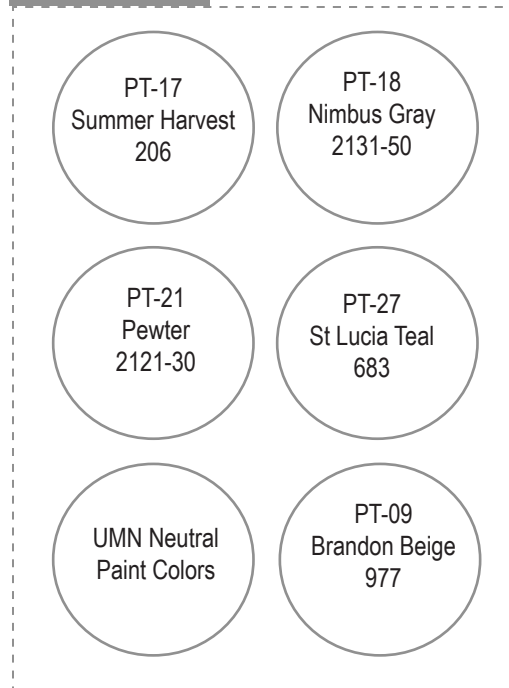 PT-17
Summer Harvest
206
PT-18
Nimbus Gray
2131-50
PT-21
Pewter
2121-30
PT-27
St Lucia Teal
683
UMN Neutral
Paint Colors
PT-09
Brandon Beige
977